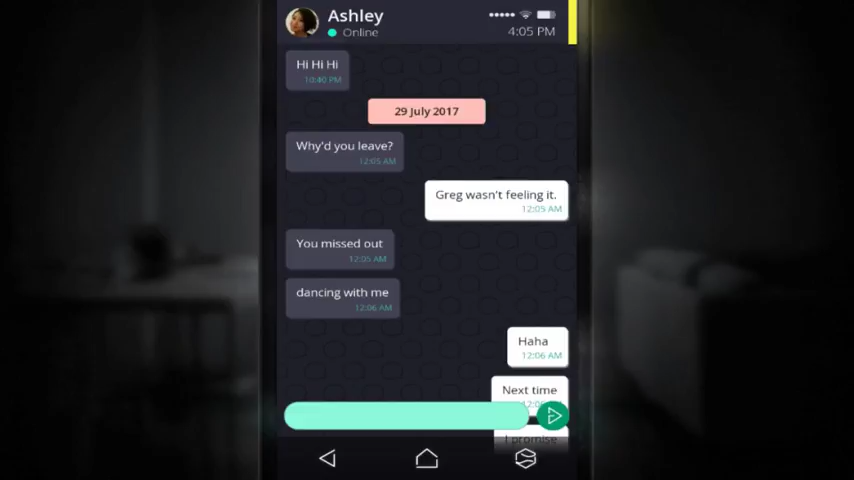 Ashley
Online
4:05 PM
Hi Hi Hi
10:40 PM
29 July 2017
Why'd you leave?
12:05 AM
Greg wasn't feeling it.
12:05 AM
You missed out
12:05 AM
dancing with me
12:06 AM
Haha
12:06 AM
Next time
I promise